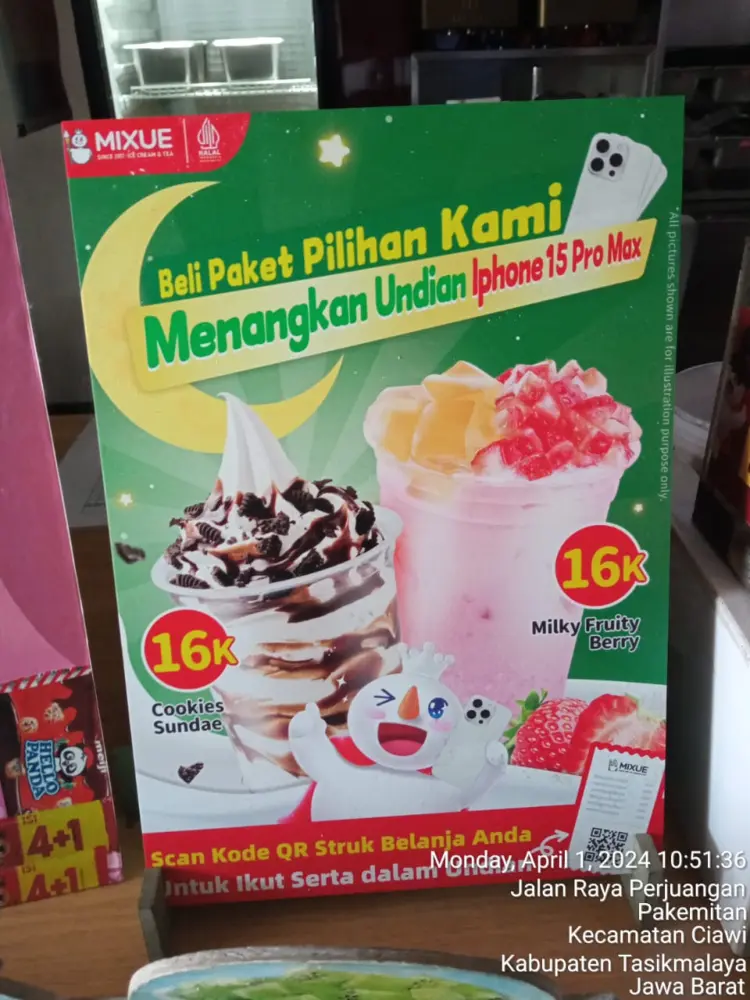 MIXUE
SINCE 1997 ICE CREAM & TEA
HALAL
INDONESIA
Beli Paket Pilihan Kami
Menangkan Undian Iphone 15 Pro Max
*All pictures shown are for illustration purpose only.
16K
Milky Fruity
Berry
16K
Cookies
Sundae
MIXUE
Scan Kode QR Struk Belanja Anda
Untuk Ikut Serta dalam Undian
HELLO
PANDA
meiji
4+1
4+1
Monday, April 1, 2024 10:51:36
Jalan Raya Perjuangan
Pakemitan
Kecamatan Ciawi
Kabupaten Tasikmalaya
Jawa Barat